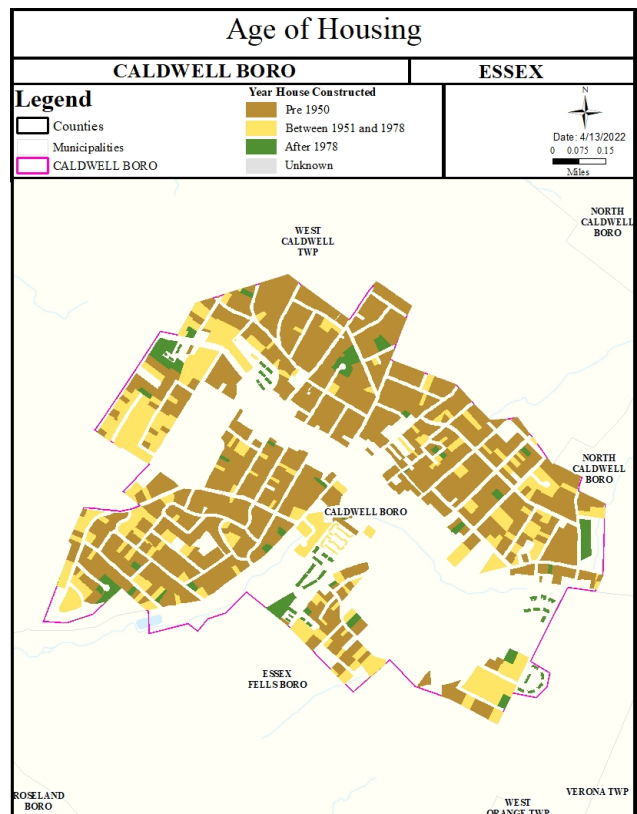 Age of Housing
CALDWELL BORO
ESSEX
Legend
Counties
Municipalities
CALDWELL BORO
Year House Constructed
Pre 1950
Between 1951 and 1978
After 1978
Unknown
N
Date: 4/13/2022
0 0.075 0.15
Miles
NORTH
CALDWELL
BORO
WEST
CALDWELL
TWP
NORTH
CALDWELL
BORO
CALDWELL BORO
ESSEX
FELLS BORO
ROSELAND
BORO
VERONA TWP
WEST
ORANGE TWP